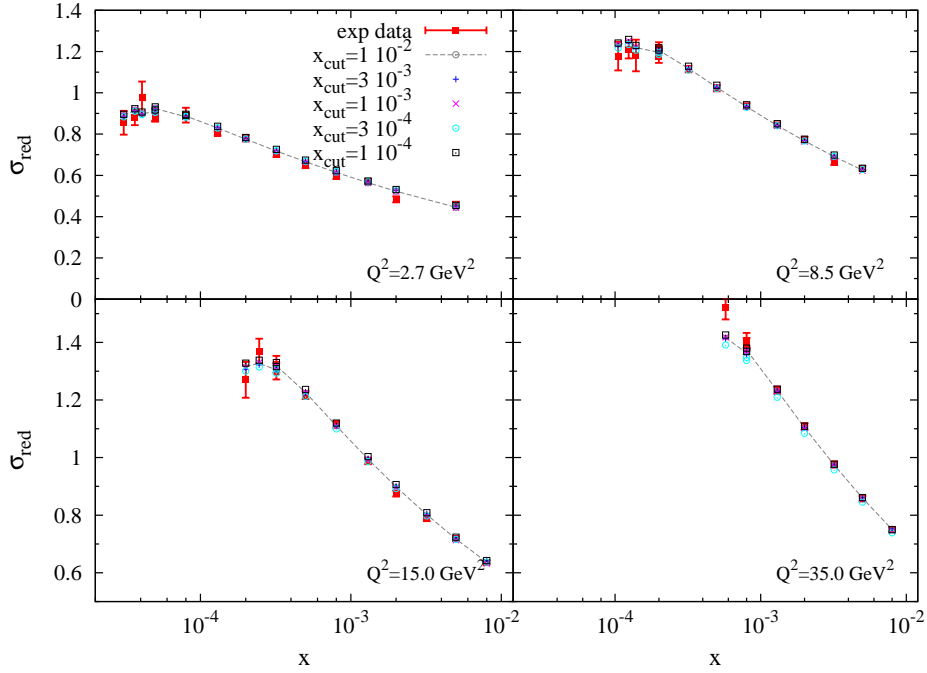 1.4
1.2
1
0.8
0.6
0.4
0.2
0
σ_red
exp data
x_cut=1 10^-2
x_cut=3 10^-3
x_cut=1 10^-3
x_cut=3 10^-4
x_cut=1 10^-4
Q^2=2.7 GeV^2
Q^2=8.5 GeV^2
1.4
1.2
1
0.8
0.6
σ_red
Q^2=15.0 GeV^2
Q^2=35.0 GeV^2
10^-4 10^-3 10^-2
10^-4 10^-3 10^-2
x
x